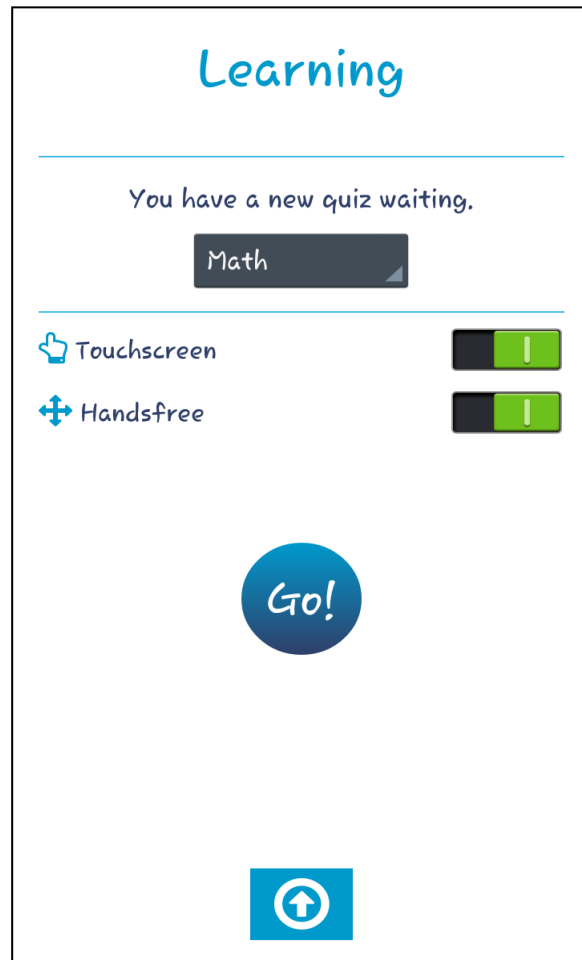 Learning
You have a new quiz waiting.
Math
Touchscreen
Handsfree
Go!